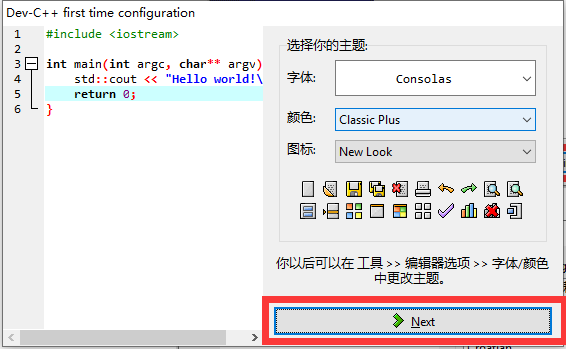 Dev-C++ first time configuration
1 #include <iostream>
2
3 int main(int argc, char** argv)
4 std::cout << "Hello world!\
5 return 0;
6 }
选择你的主题:
字体: Consolas
颜色: Classic Plus
图标: New Look
你以后可以在 工具 >> 编辑器选项 >> 字体/颜色
中更改主题。
Next
Croatian